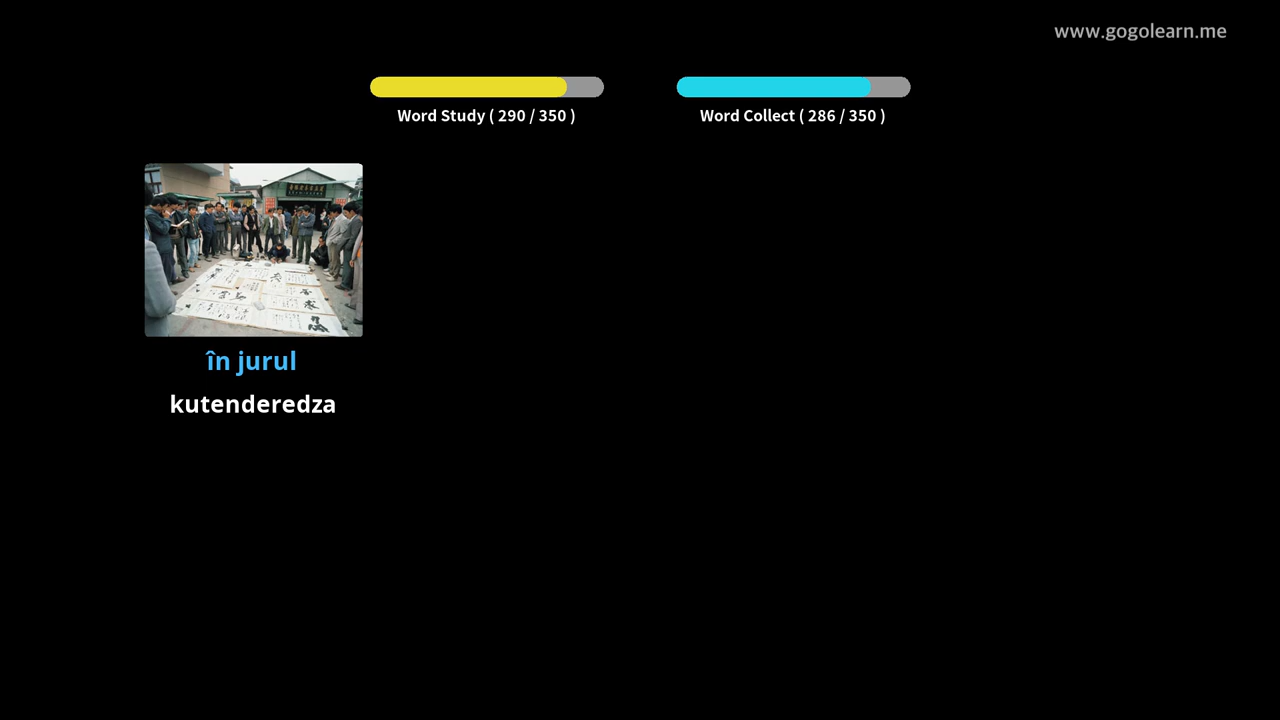 www.gogolearn.me
Word Study ( 290 / 350 )
Word Collect ( 286 / 350 )
în jurul
kutenderedza